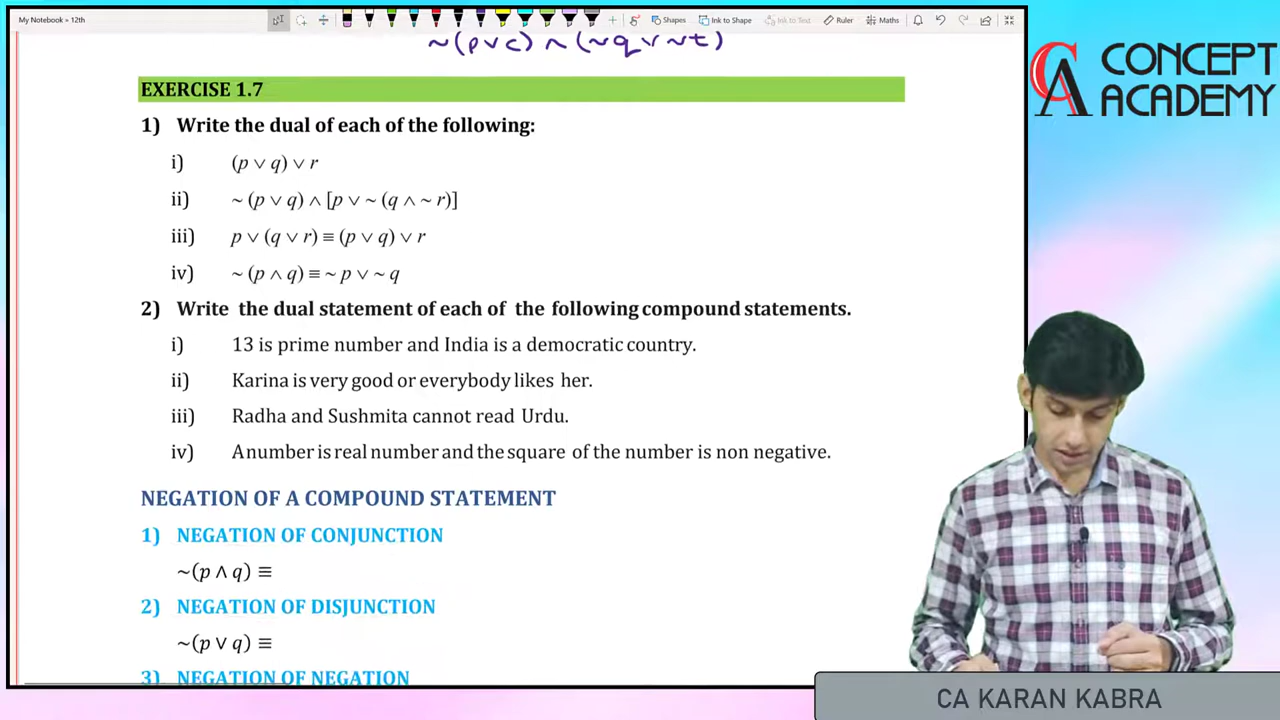 My Notebook > 12th
Shapes
Ink to Shape
Ink to Text
Ruler
Maths
~(p∨c) ∧ (~q ∨ ~t)
CONCEPT
ACADEMY
EXERCISE 1.7
1) Write the dual of each of the following:
i) (p ∨ q) ∨ r
ii) ~ (p ∨ q) ∧ [p ∨ ~ (q ∧ ~ r)]
iii) p ∨ (q ∨ r) ≡ (p ∨ q) ∨ r
iv) ~ (p ∧ q) ≡ ~ p ∨ ~ q
2) Write the dual statement of each of the following compound statements.
i) 13 is prime number and India is a democratic country.
ii) Karina is very good or everybody likes her.
iii) Radha and Sushmita cannot read Urdu.
iv) A number is real number and the square of the number is non negative.
NEGATION OF A COMPOUND STATEMENT
1) NEGATION OF CONJUNCTION
~(p ∧ q) ≡
2) NEGATION OF DISJUNCTION
~(p ∨ q) ≡
3) NEGATION OF NEGATION
CA KARAN KABRA